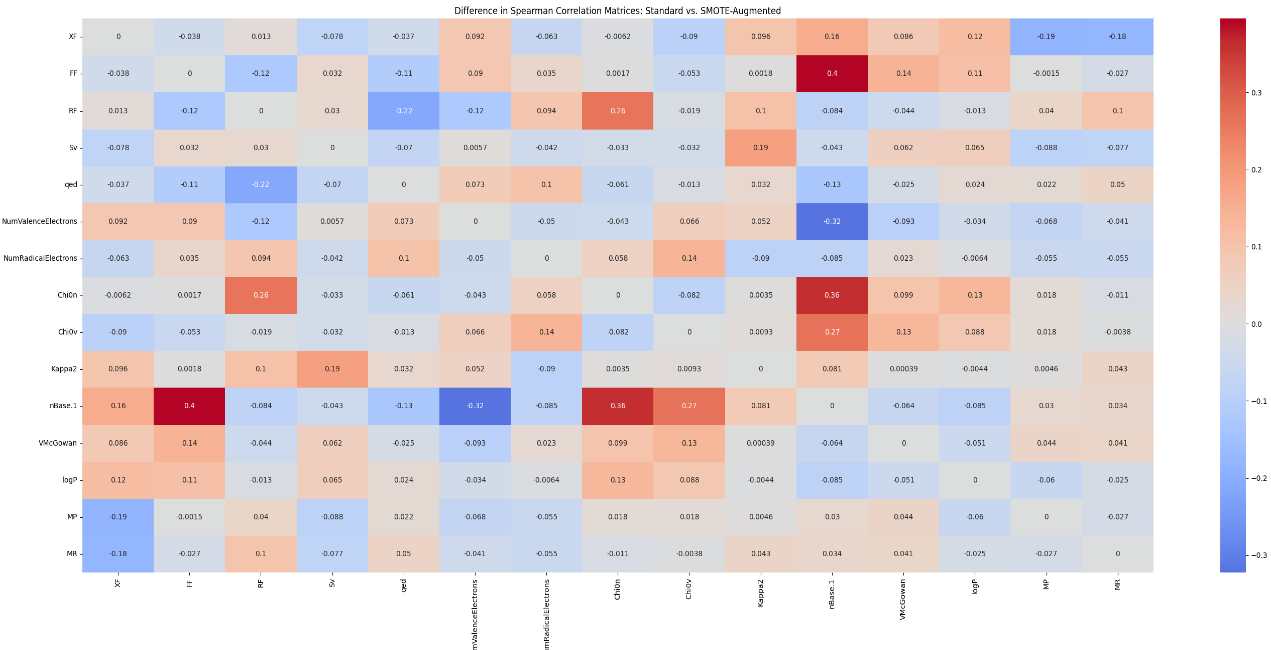 Difference in Spearman Correlation Matrices: Standard vs. SMOTE-Augmented
XF 0 -0.038 0.013 -0.078 -0.037 0.092 -0.063 -0.0062 -0.09 0.096 0.16 0.086 0.12 -0.19 -0.18
FF -0.038 0 -0.12 0.032 -0.11 0.09 0.035 0.0017 -0.053 0.0018 0.4 0.14 0.11 -0.0015 -0.027
RF 0.013 -0.12 0 0.03 -0.22 -0.12 0.094 0.26 -0.019 0.1 -0.084 -0.044 -0.013 0.04 0.1
Sv -0.078 0.032 0.03 0 -0.07 0.0057 -0.042 -0.033 -0.032 0.19 -0.043 0.062 0.065 -0.088 -0.077
qed -0.037 -0.11 -0.22 -0.07 0 0.073 0.1 -0.061 -0.013 0.032 -0.13 -0.025 0.024 0.022 0.05
NumValenceElectrons 0.092 0.09 -0.12 0.0057 0.073 0 -0.05 -0.043 0.066 0.052 -0.32 -0.093 -0.034 -0.068 -0.041
NumRadicalElectrons -0.063 0.035 0.094 -0.042 0.1 -0.05 0 0.058 0.14 -0.09 -0.085 0.023 -0.0064 -0.055 -0.055
Chi0n -0.0062 0.0017 0.26 -0.033 -0.061 -0.043 0.058 0 -0.082 0.0035 0.36 0.099 0.13 0.018 -0.011
Chi0v -0.09 -0.053 -0.019 -0.032 -0.013 0.066 0.14 -0.082 0 0.0093 0.27 0.13 0.088 0.018 -0.0038
Kappa2 0.096 0.0018 0.1 0.19 0.032 0.052 -0.09 0.0035 0.0093 0 0.081 0.00039 -0.0044 0.0046 0.043
nBase.1 0.16 0.4 -0.084 -0.043 -0.13 -0.32 -0.085 0.36 0.27 0.081 0 -0.064 -0.085 0.03 0.034
VMcGowan 0.086 0.14 -0.044 0.062 -0.025 -0.093 0.023 0.099 0.13 0.00039 -0.064 0 -0.051 0.044 0.041
logP 0.12 0.11 -0.013 0.065 0.024 -0.034 -0.0064 0.13 0.088 -0.0044 -0.085 -0.051 0 -0.06 -0.025
MP -0.19 -0.0015 0.04 -0.088 0.022 -0.068 -0.055 0.018 0.018 0.0046 0.03 0.044 -0.06 0 -0.027
MR -0.18 -0.027 0.1 -0.077 0.05 -0.041 -0.055 -0.011 -0.0038 0.043 0.034 0.041 -0.025 -0.027 0
XF FF RF Sv qed mValenceElectrons mRadicalElectrons Chi0n Chi0v Kappa2 nBase.1 VMcGowan logP MP MR
0.3
0.2
0.1
0.0
−0.1
−0.2
−0.3